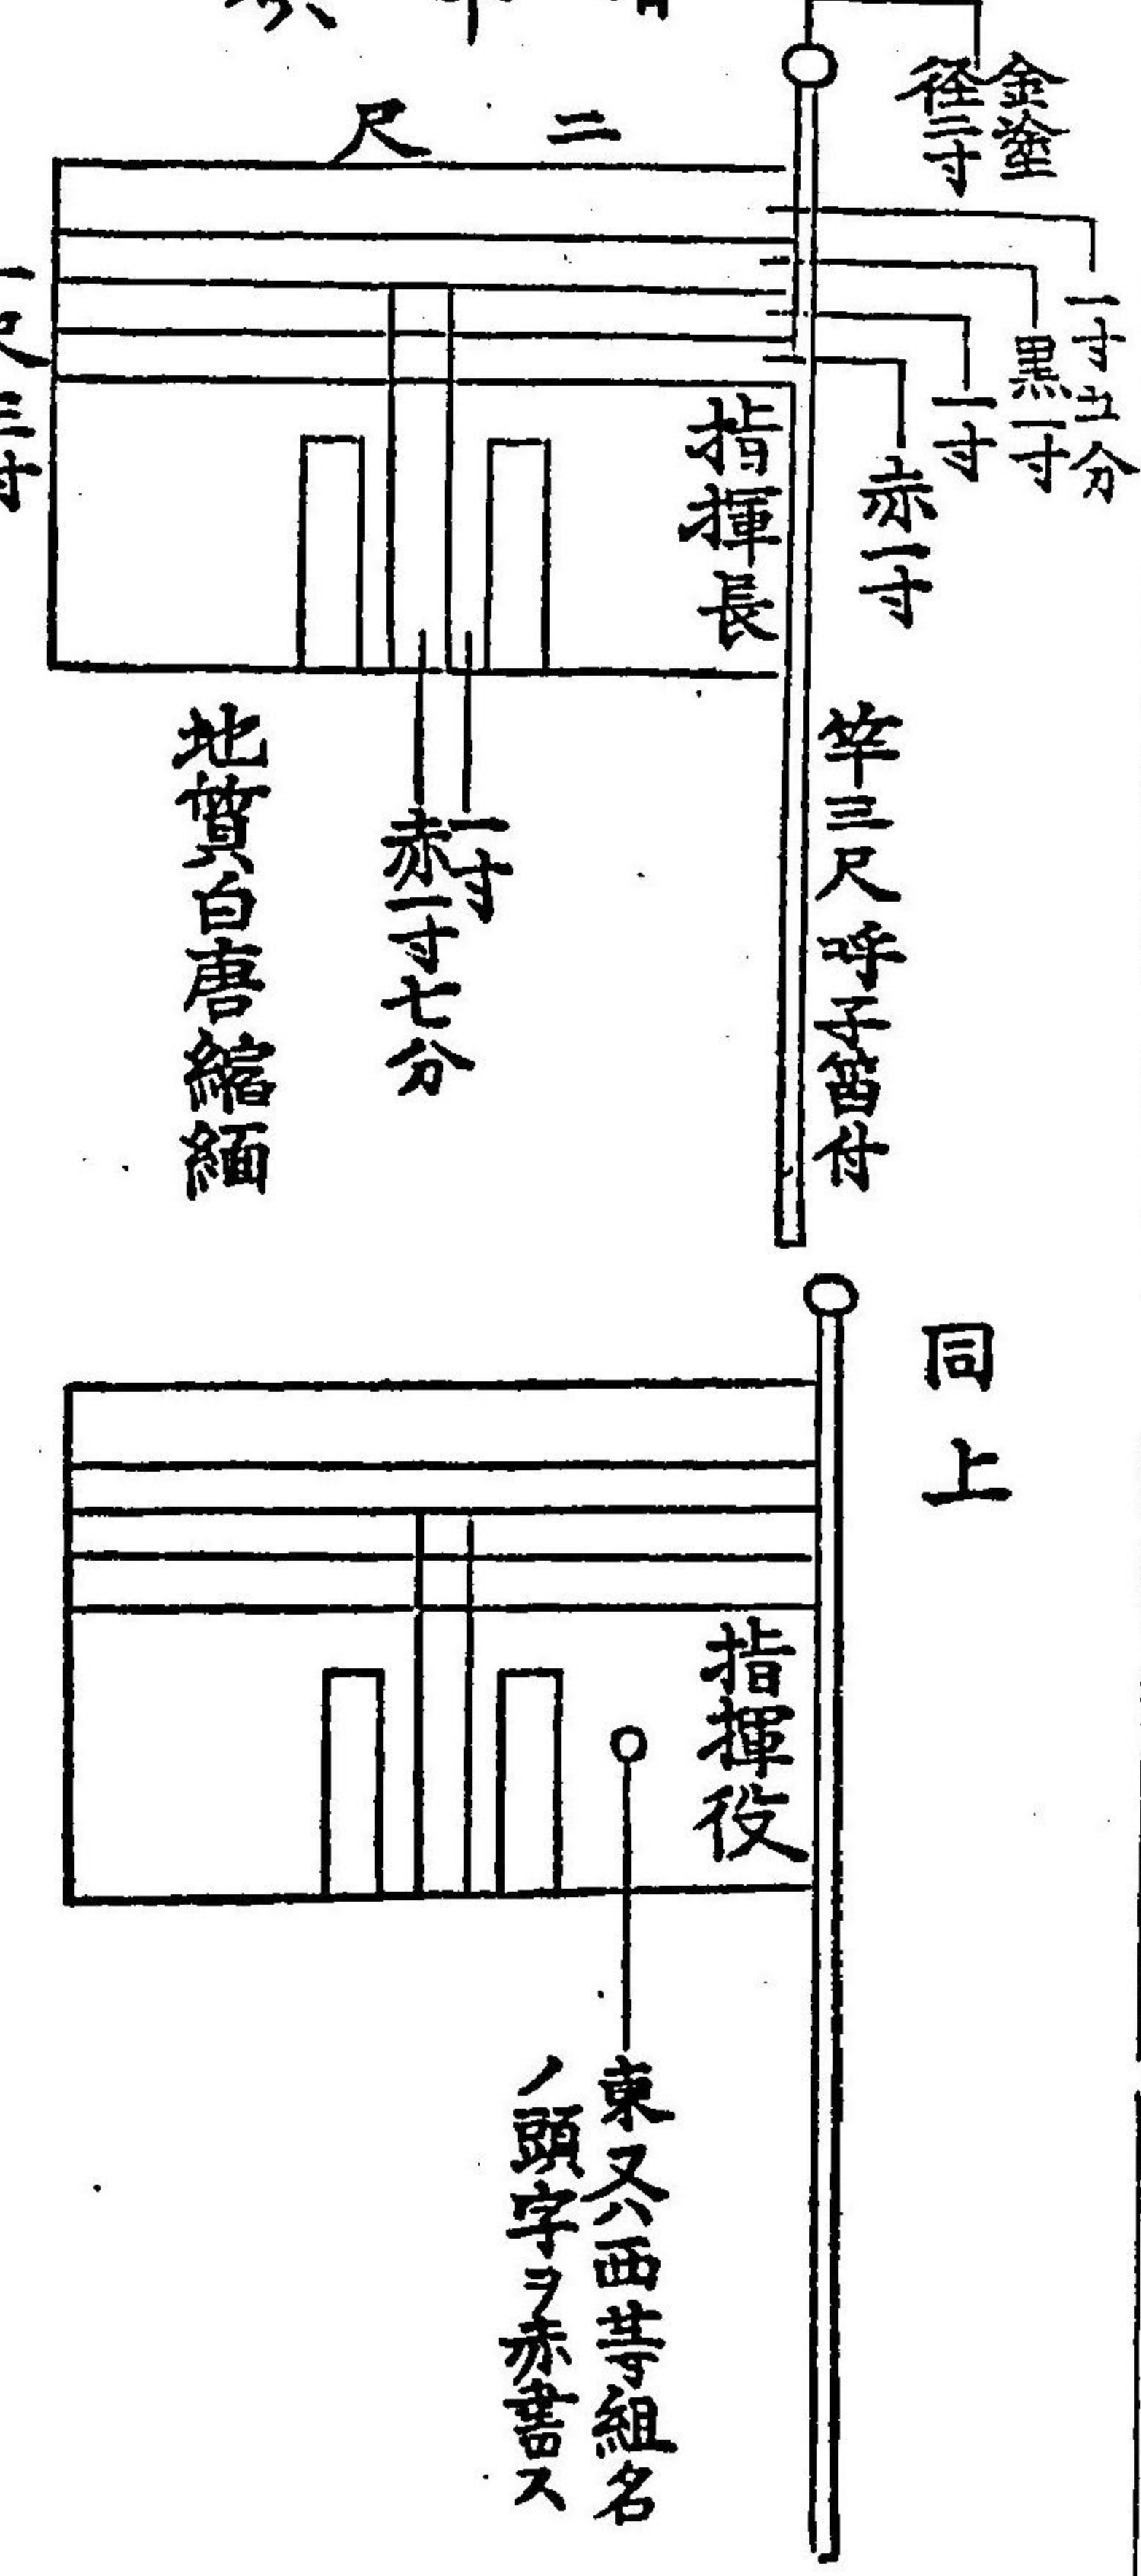 金塗
径二寸
一寸五分
黒一寸
一寸
赤一寸
二尺
一尺三寸
指揮長
竿三尺呼子笛付
一寸
赤一寸七分
地質白唐縮緬
同上
指揮役
東又ハ西等組名
ノ頭字ヲ赤書ス